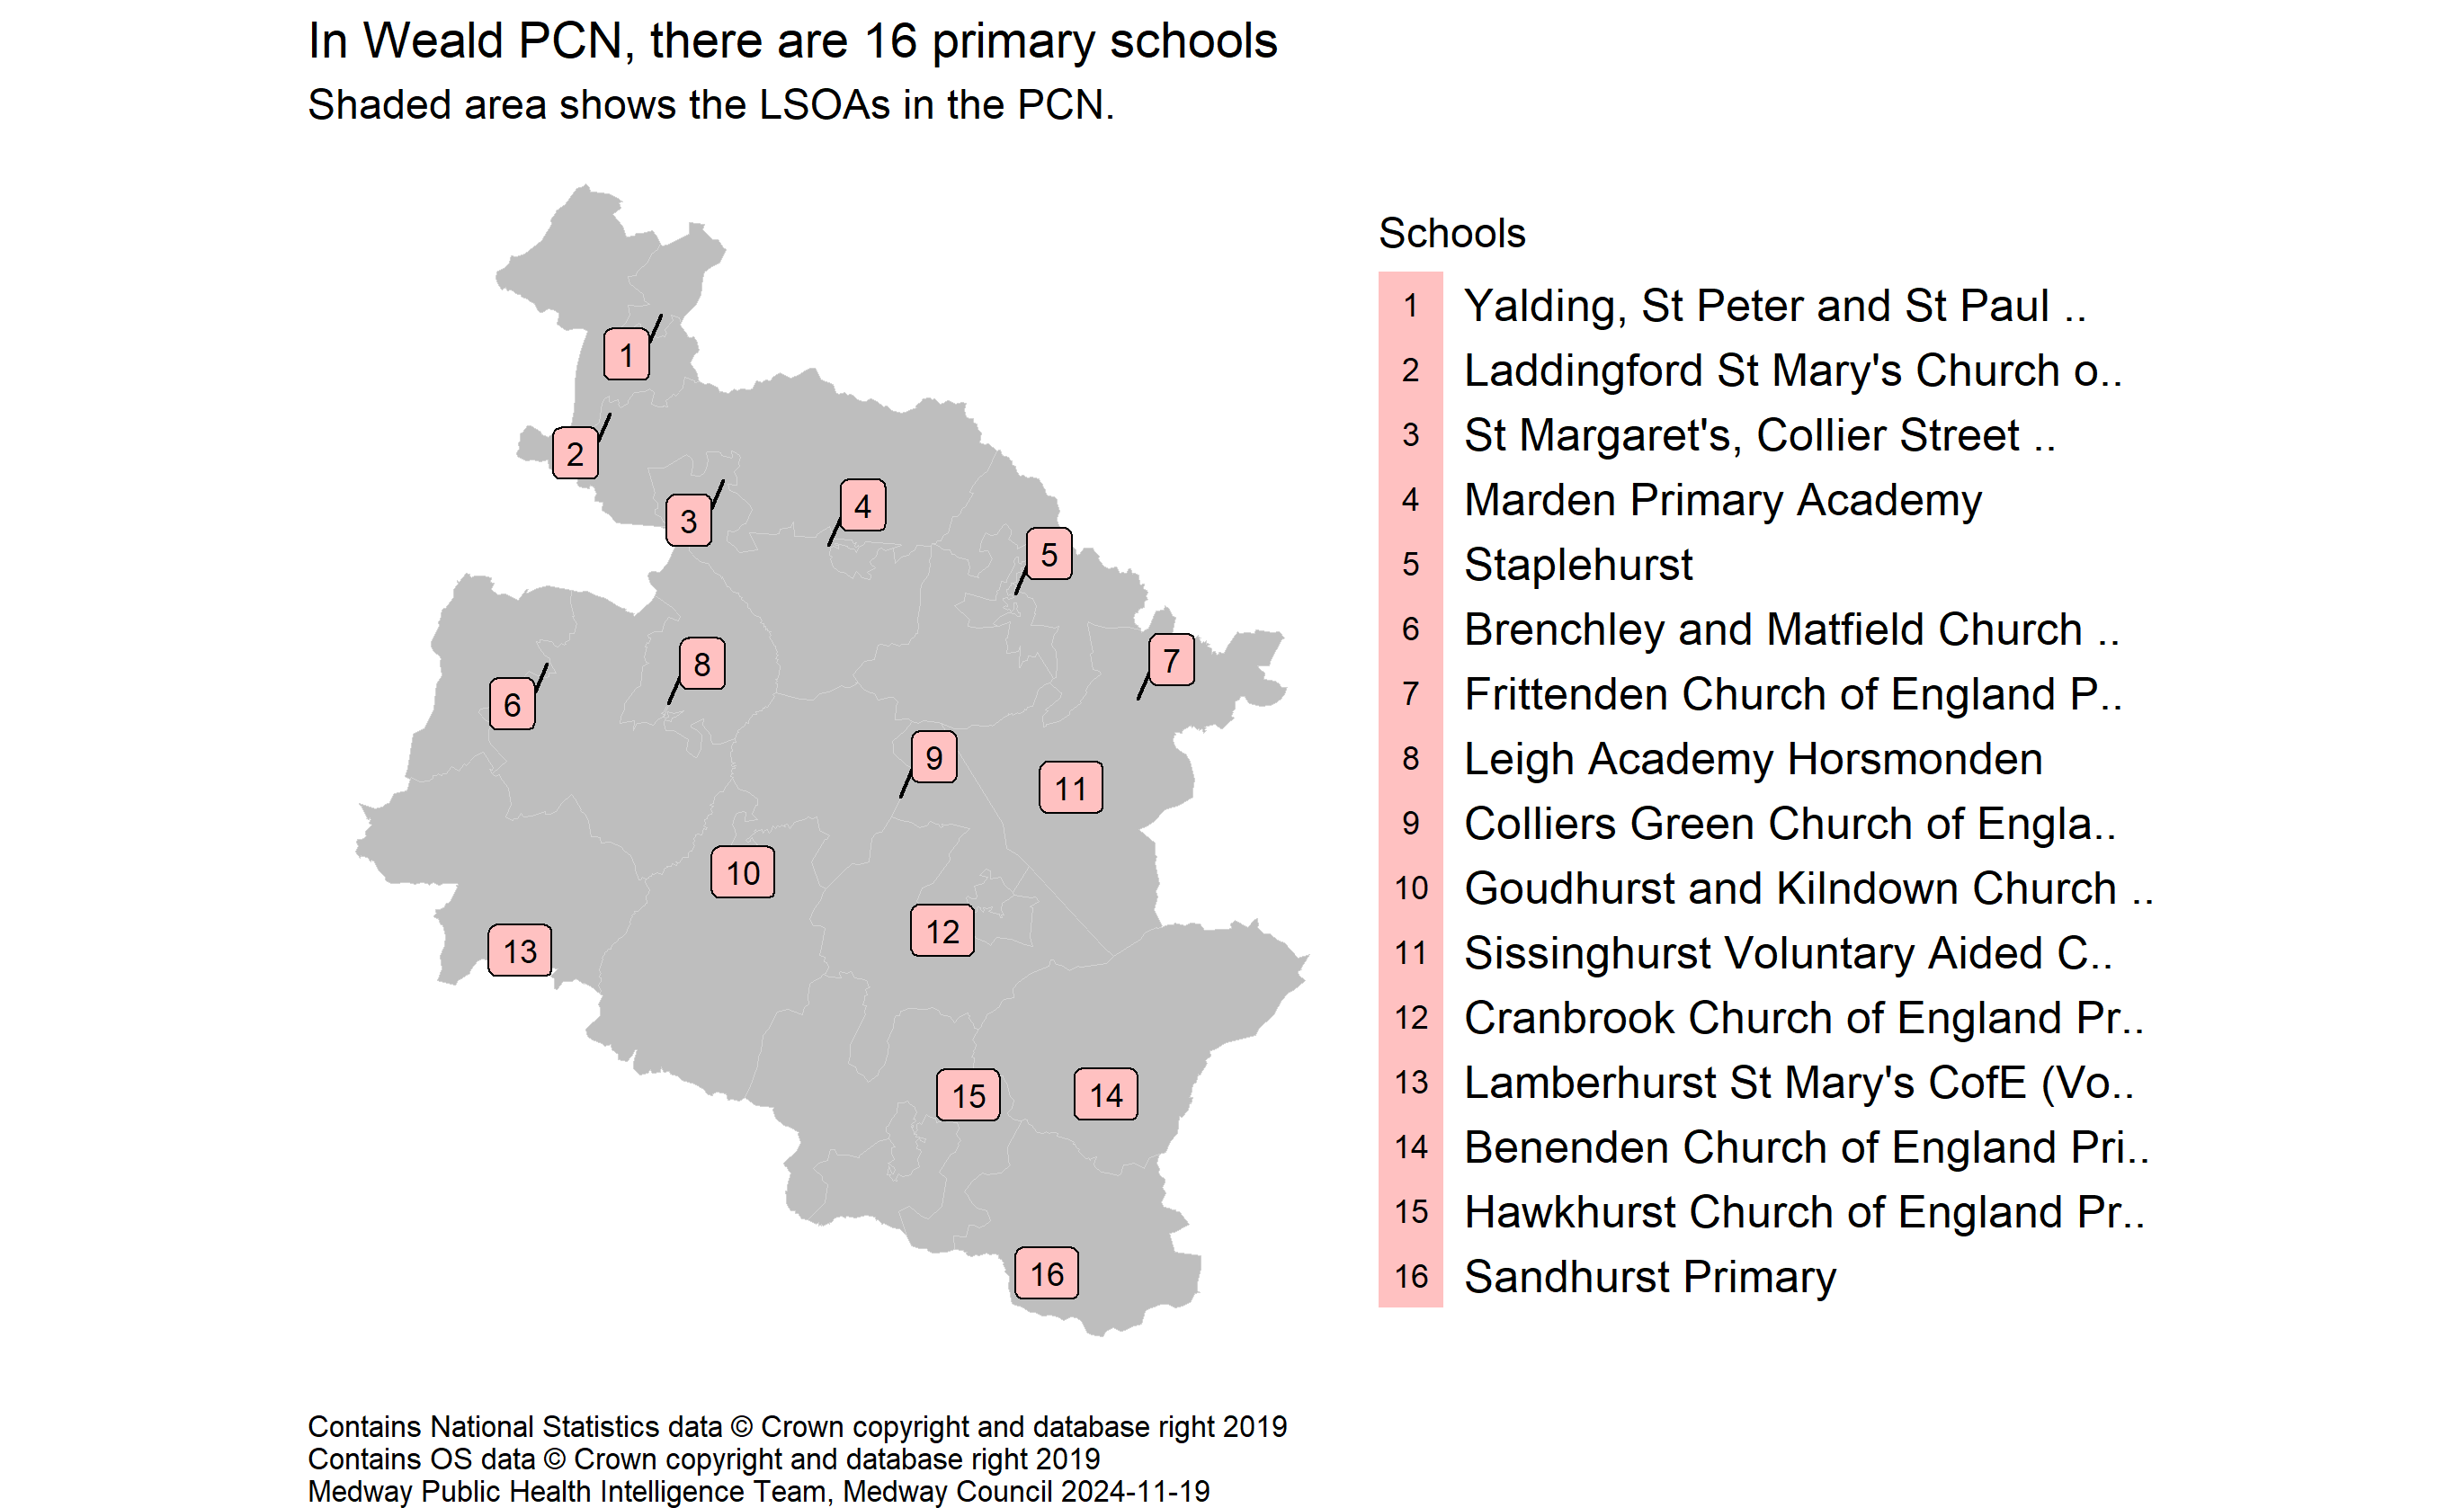 In Weald PCN, there are 16 primary schools
Shaded area shows the LSOAs in the PCN.
1
2
3
4
5
6
7
8
9
10
11
12
13
14
15
16
Schools
1 Yalding, St Peter and St Paul ..
2 Laddingford St Mary's Church o..
3 St Margaret's, Collier Street ..
4 Marden Primary Academy
5 Staplehurst
6 Brenchley and Matfield Church ..
7 Frittenden Church of England P..
8 Leigh Academy Horsmonden
9 Colliers Green Church of Engla..
10 Goudhurst and Kilndown Church ..
11 Sissinghurst Voluntary Aided C..
12 Cranbrook Church of England Pr..
13 Lamberhurst St Mary's CofE (Vo..
14 Benenden Church of England Pri..
15 Hawkhurst Church of England Pr..
16 Sandhurst Primary
Contains National Statistics data © Crown copyright and database right 2019
Contains OS data © Crown copyright and database right 2019
Medway Public Health Intelligence Team, Medway Council 2024-11-19